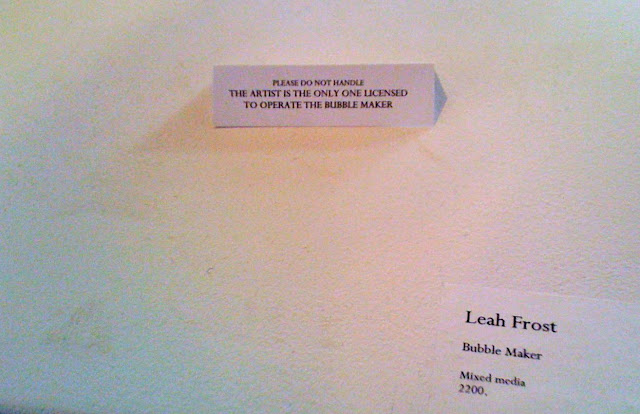 PLEASE DO NOT HANDLE
THE ARTIST IS THE ONLY ONE LICENSED
TO OPERATE THE BUBBLE MAKER
Leah Frost
Bubble Maker
Mixed media
2200.